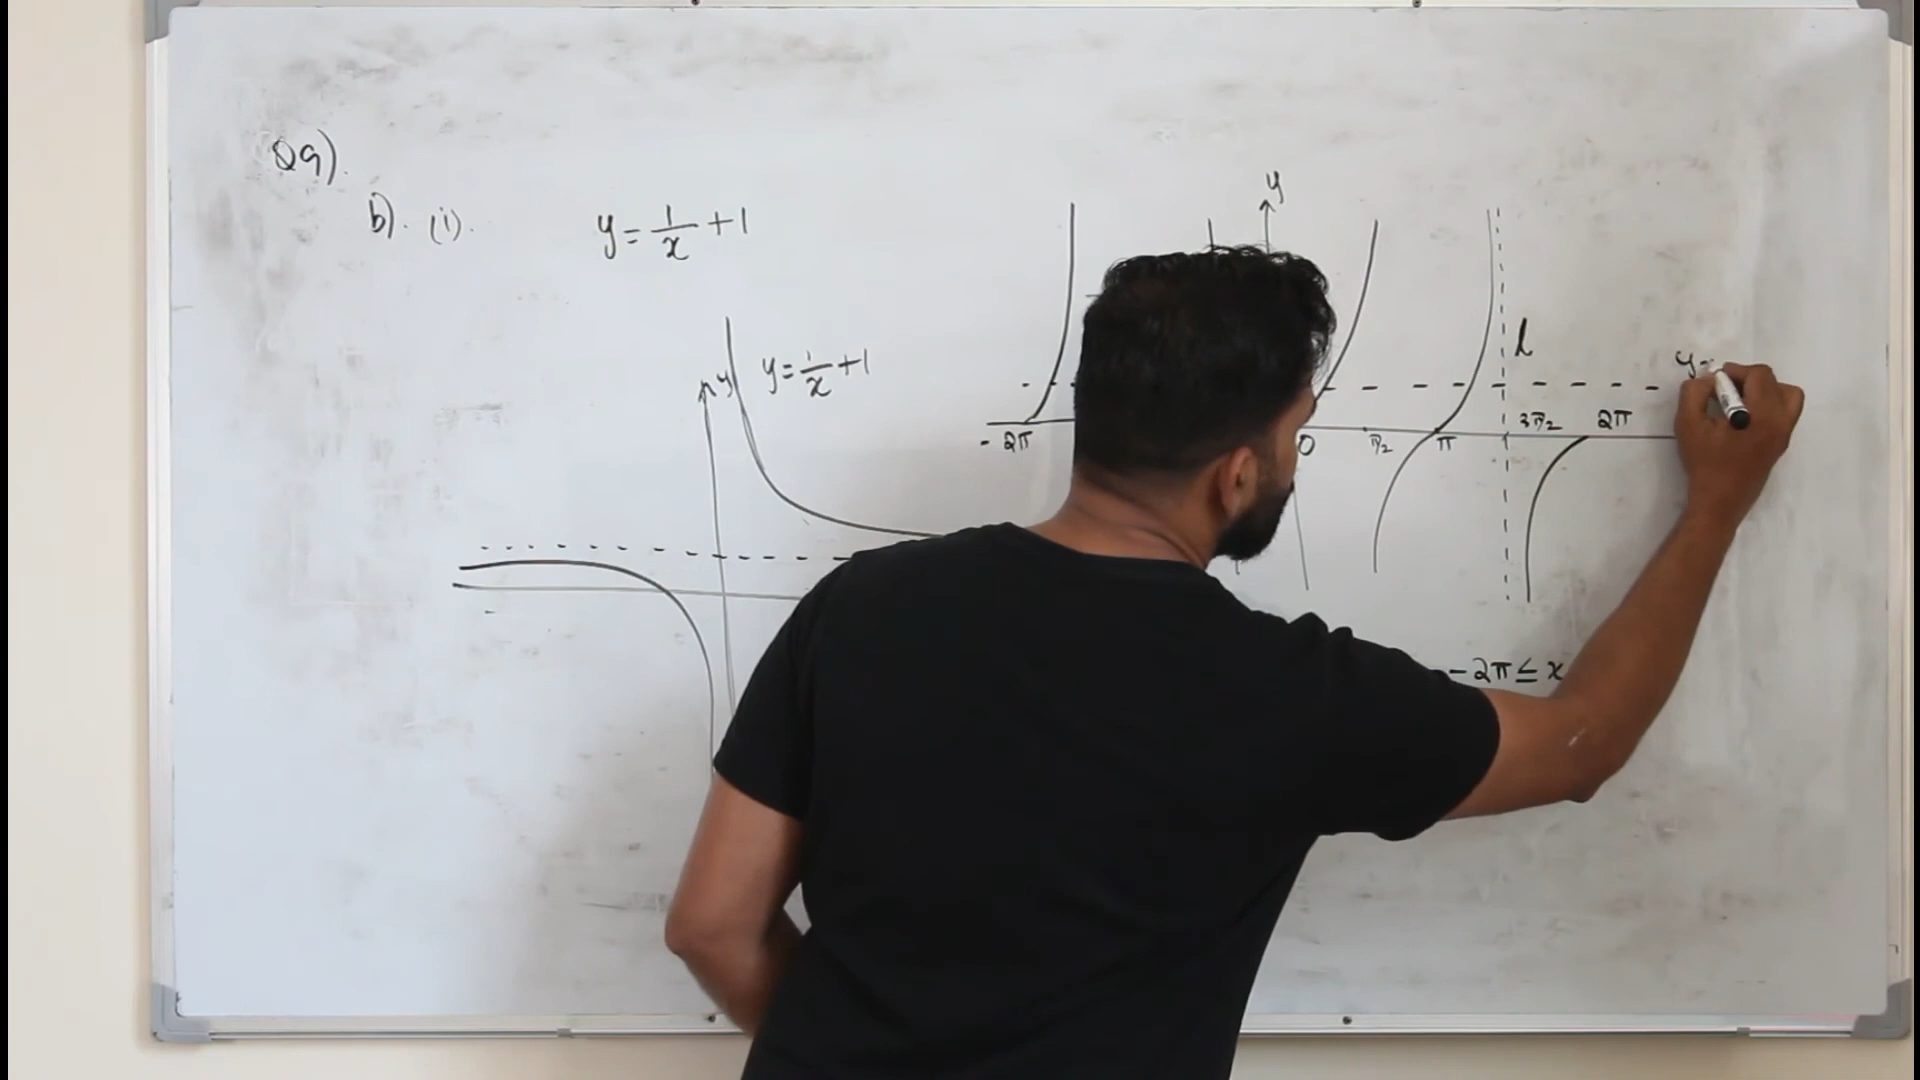 Q9).
b). (i). y = 1/x + 1
y
y = 1/x + 1
y
l
y=
- 2π 0 π/2 π 3π/2 2π
- 2π ≤ x